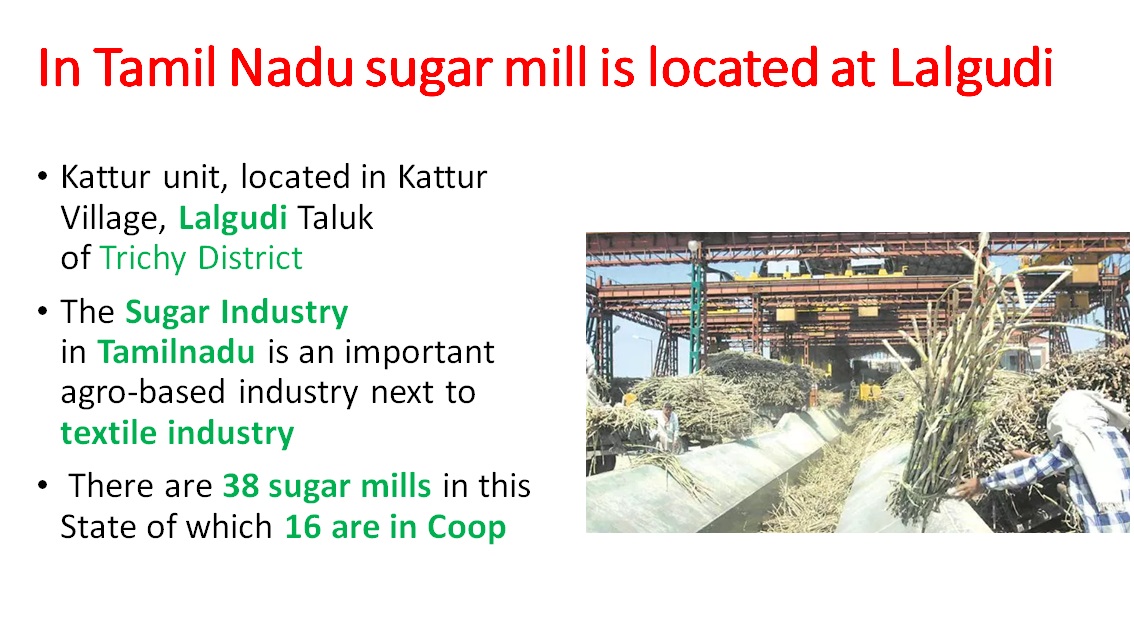 In Tamil Nadu sugar mill is located at Lalgudi
• Kattur unit, located in Kattur
Village, Lalgudi Taluk
of Trichy District
• The Sugar Industry
in Tamilnadu is an important
agro-based industry next to
textile industry
• There are 38 sugar mills in this
State of which 16 are in Coop